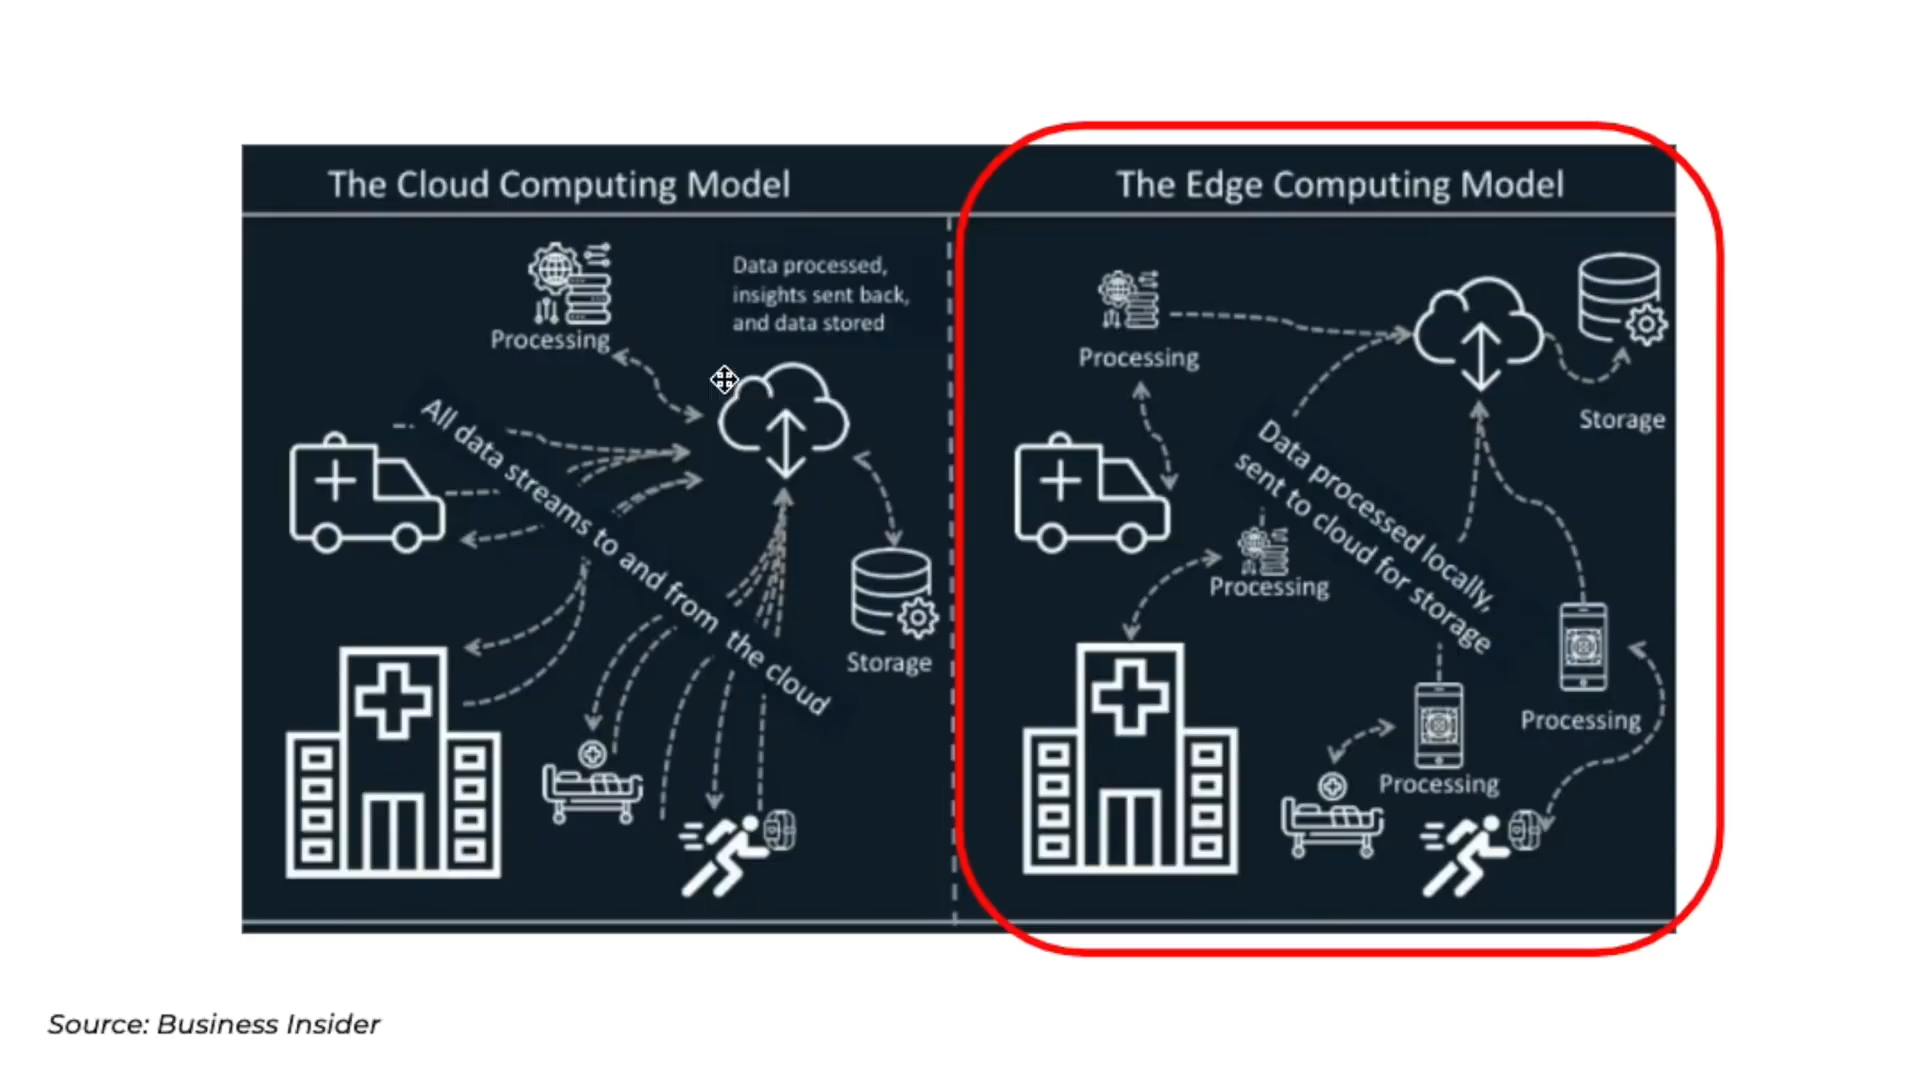 The Cloud Computing Model
Processing
Data processed,
insights sent back,
and data stored
All data streams to and from the cloud
Storage
The Edge Computing Model
Processing
Storage
Data processed locally,
sent to cloud for storage
Processing
Processing
Processing
Source: Business Insider